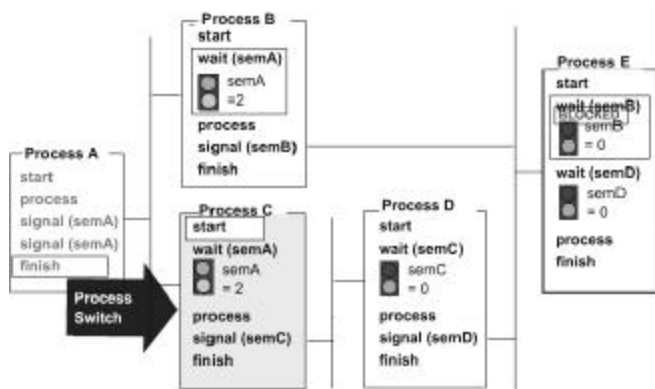 Process A
start
process
signal (semA)
signal (semA)
finish
Process Switch
Process B
start
wait (semA)
semA
=2
process
signal (semB)
finish
Process C
start
wait (semA)
semA
= 2
process
signal (semC)
finish
Process D
start
wait (semC)
semC
= 0
process
signal (semD)
finish
Process E
start
wait (semB)
BLOCKED
semB
= 0
wait (semD)
semD
= 0
process
finish